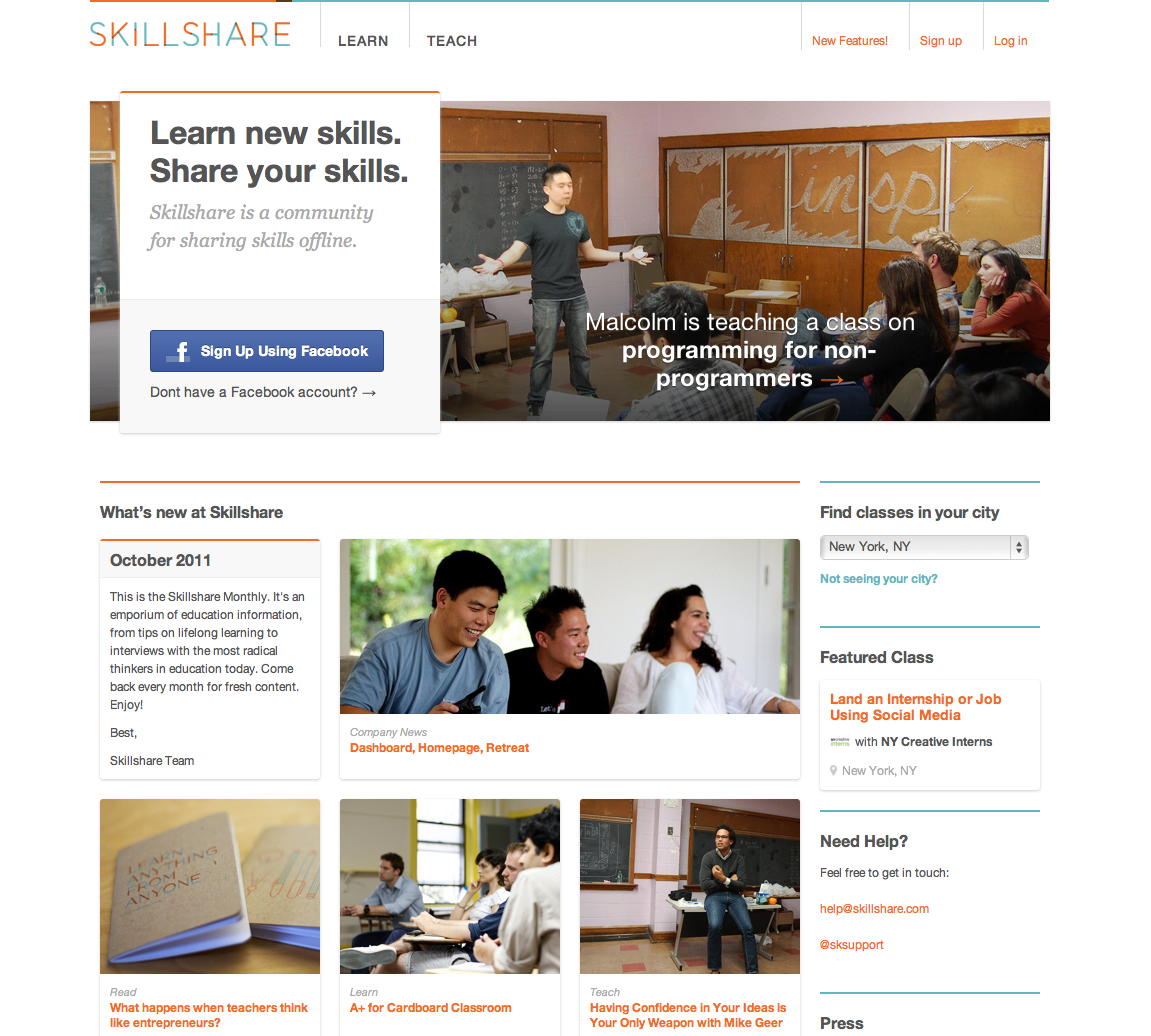 SKILLSHARE
LEARN
TEACH
New Features!
Sign up
Log in
Learn new skills.
Share your skills.
Skillshare is a community
for sharing skills offline.
Sign Up Using Facebook
Dont have a Facebook account? →
insp
Malcolm is teaching a class on
programming for non-
programmers →
What's new at Skillshare
October 2011
This is the Skillshare Monthly. It's an
emporium of education information,
from tips on lifelong learning to
interviews with the most radical
thinkers in education today. Come
back every month for fresh content.
Enjoy!
Best,
Skillshare Team
Let's
Company News
Dashboard, Homepage, Retreat
LEARN
ANYTHING
FROM
ANYONE
Read
What happens when teachers think
like entrepreneurs?
Learn
A+ for Cardboard Classroom
Teach
Having Confidence in Your Ideas is
Your Only Weapon with Mike Geer
Find classes in your city
New York, NY
Not seeing your city?
Featured Class
Land an Internship or Job
Using Social Media
with NY Creative Interns
New York, NY
Need Help?
Feel free to get in touch:
help@skillshare.com
@sksupport
Press